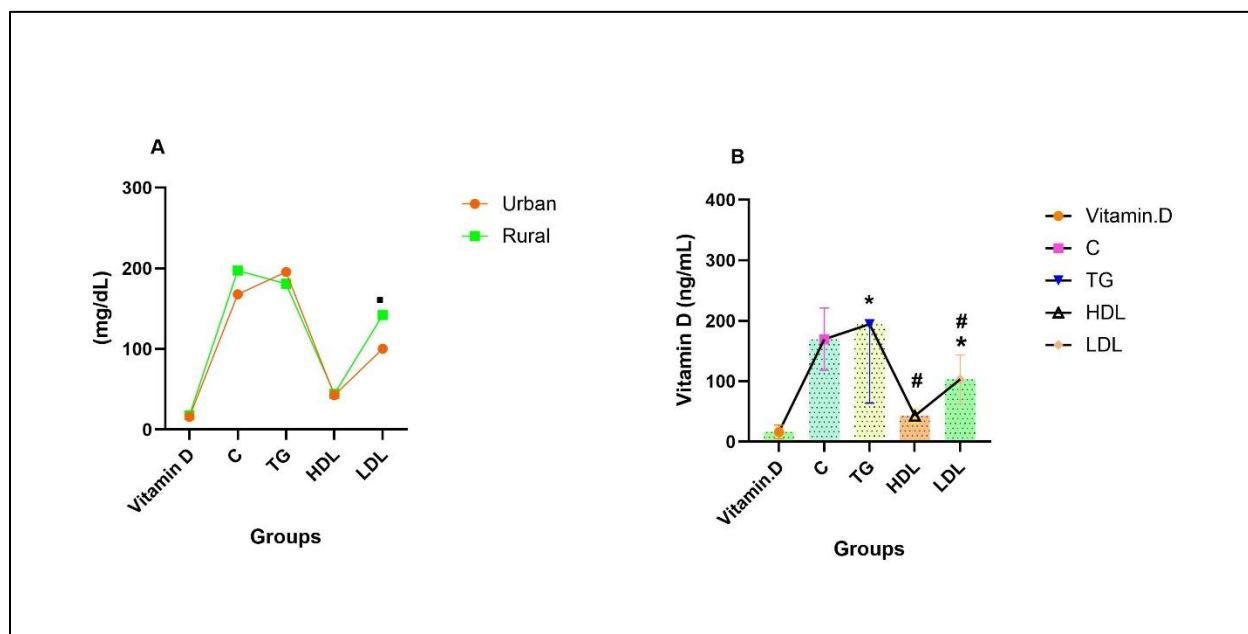 A
300
200
100
0
(mg/dL)
Vitamin D
C
TG
HDL
LDL
Groups
Urban
Rural
B
400
300
200
100
0
Vitamin D (ng/mL)
*
#
#
*
Vitamin.D
C
TG
HDL
LDL
Groups
Vitamin.D
C
TG
HDL
LDL